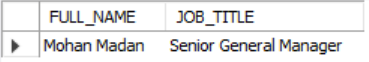 FULL_NAME JOB_TITLE
Mohan Madan Senior General Manager